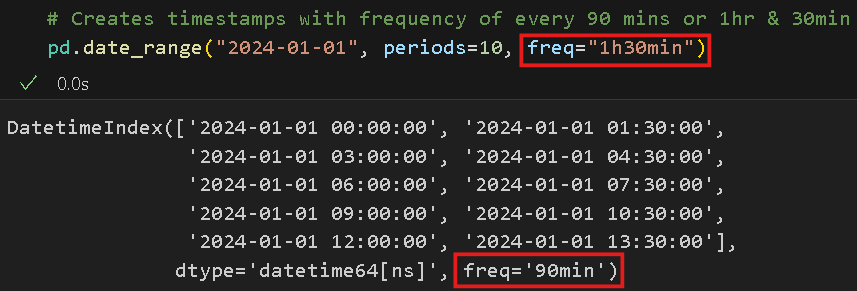 # Creates timestamps with frequency of every 90 mins or 1hr & 30min
pd.date_range("2024-01-01", periods=10, freq="1h30min")
0.0s
DatetimeIndex(['2024-01-01 00:00:00', '2024-01-01 01:30:00',
'2024-01-01 03:00:00', '2024-01-01 04:30:00',
'2024-01-01 06:00:00', '2024-01-01 07:30:00',
'2024-01-01 09:00:00', '2024-01-01 10:30:00',
'2024-01-01 12:00:00', '2024-01-01 13:30:00'],
dtype='datetime64[ns]', freq='90min')